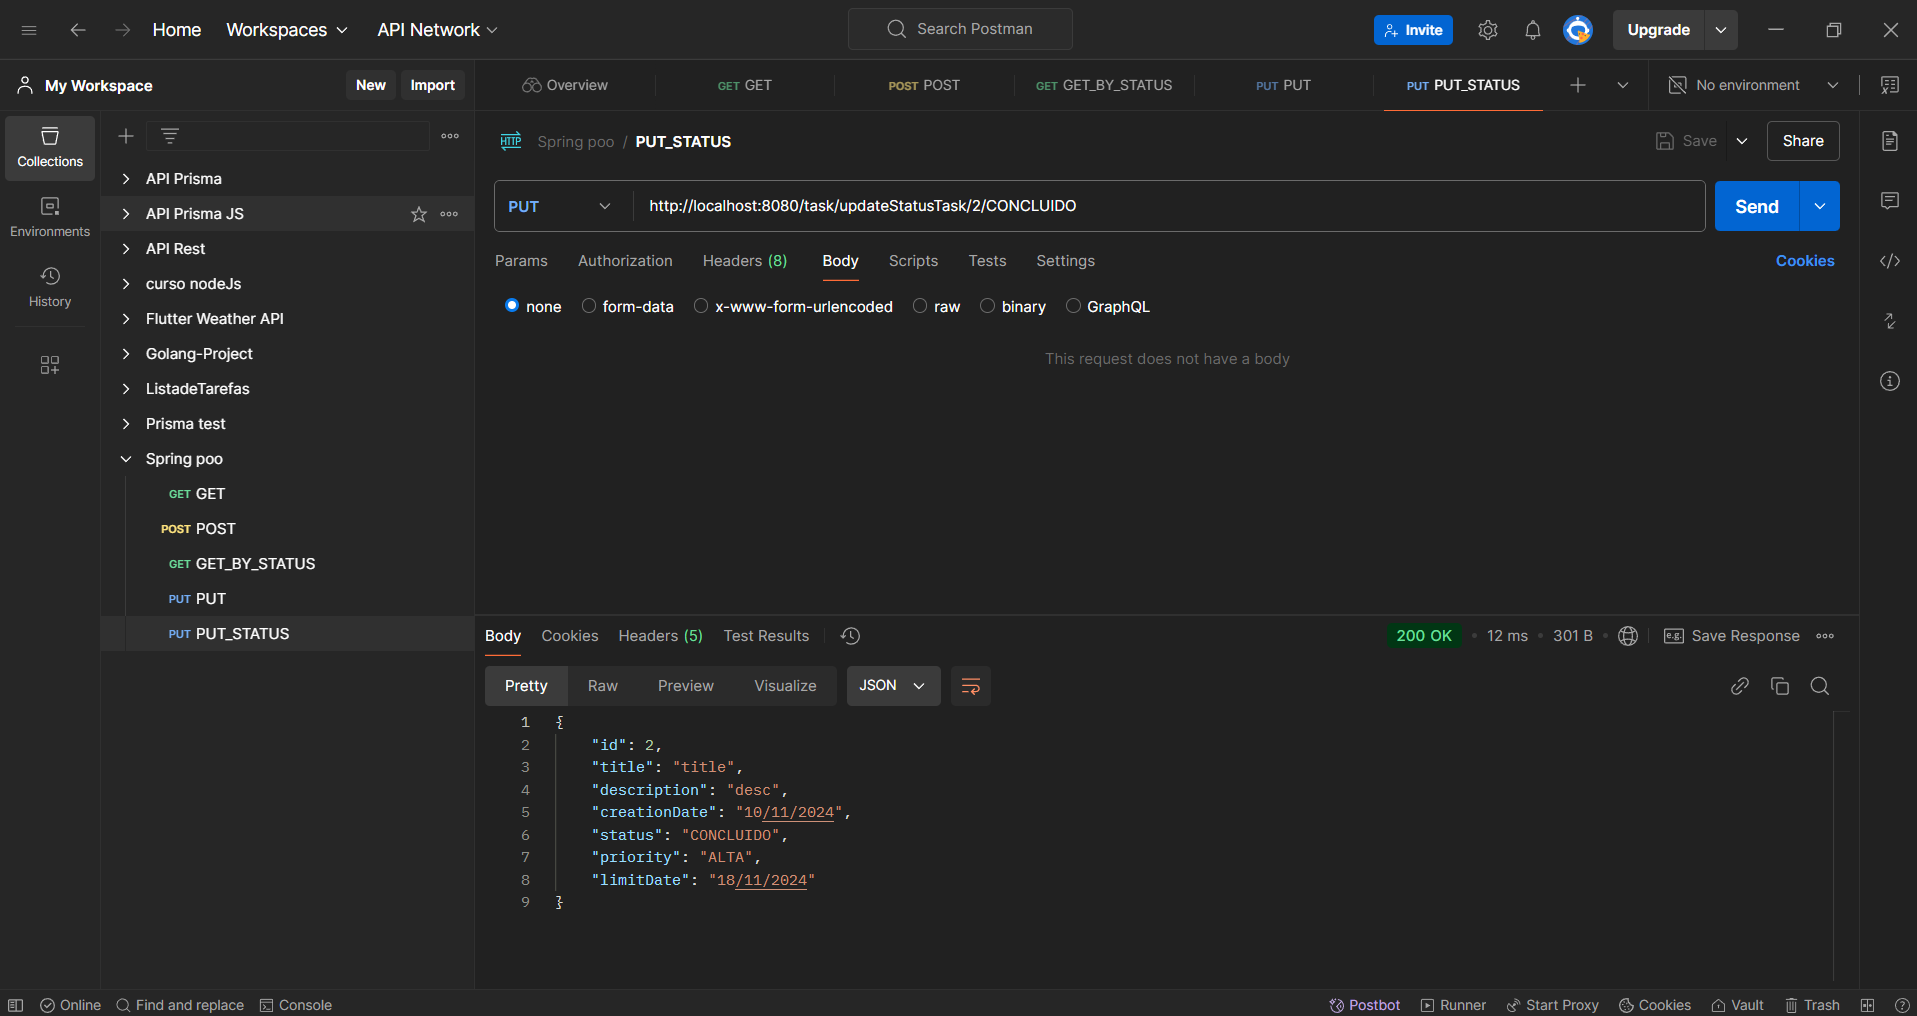 Home Workspaces API Network Search Postman Invite Upgrade
My Workspace New Import Overview GET GET POST POST GET GET_BY_STATUS PUT PUT PUT PUT_STATUS No environment
Collections
Environments
History
API Prisma
API Prisma JS
API Rest
curso nodeJs
Flutter Weather API
Golang-Project
ListadeTarefas
Prisma test
Spring poo
GET GET
POST POST
GET GET_BY_STATUS
PUT PUT
PUT PUT_STATUS
HTTP Spring poo / PUT_STATUS Save Share
PUT http://localhost:8080/task/updateStatusTask/2/CONCLUIDO Send
Params Authorization Headers (8) Body Scripts Tests Settings Cookies
none form-data x-www-form-urlencoded raw binary GraphQL
This request does not have a body
Body Cookies Headers (5) Test Results 200 OK • 12 ms • 301 B • e.g. Save Response
Pretty Raw Preview Visualize JSON
1 {
2 "id": 2,
3 "title": "title",
4 "description": "desc",
5 "creationDate": "10/11/2024",
6 "status": "CONCLUIDO",
7 "priority": "ALTA",
8 "limitDate": "18/11/2024"
9 }
Online Find and replace Console Postbot Runner Start Proxy Cookies Vault Trash